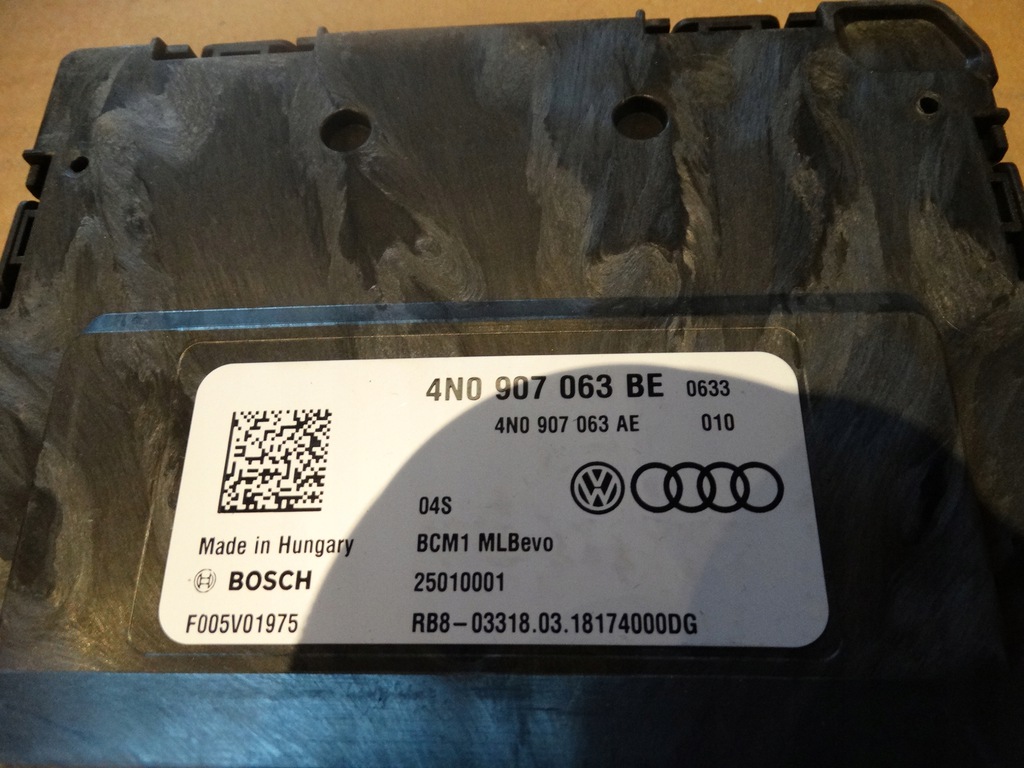 4N0 907 063 BE 0633
4N0 907 063 AE 010
04S
Made in Hungary BCM1 MLBevo
BOSCH 25010001
F005V01975 RB8-03318.03.18174000DG